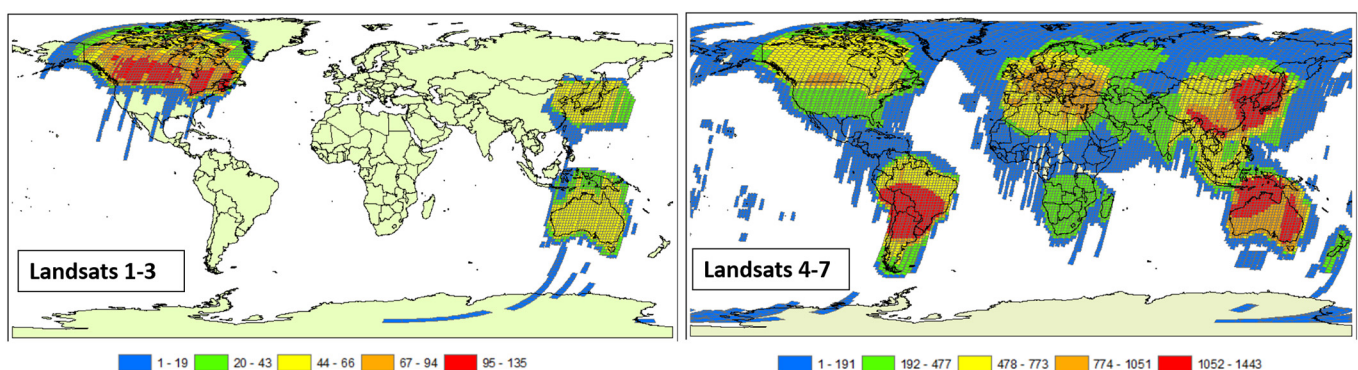 Landsats 1-3
Landsats 4-7
1 - 19 20 - 43 44 - 66 67 - 94 95 - 135
1 - 191 192 - 477 478 - 773 774 - 1051 1052 - 1443